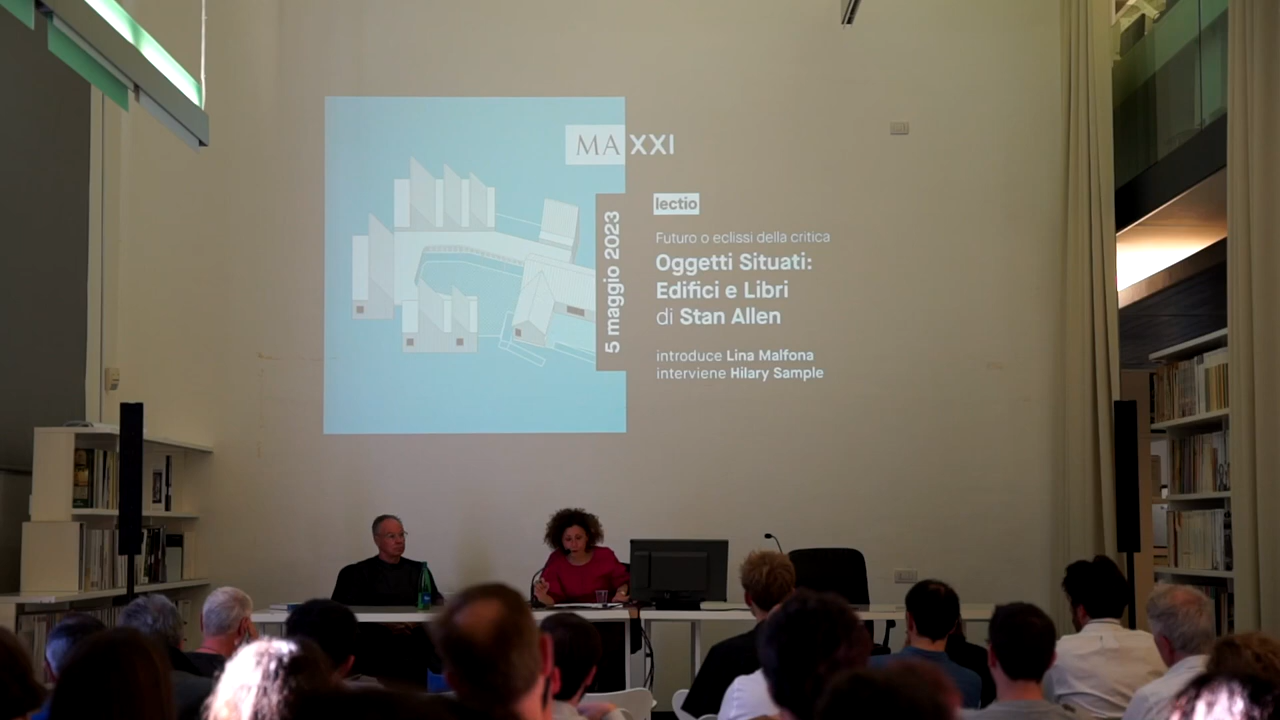 MAXXI
lectio
Futuro o eclissi della critica
Oggetti Situati:
Edifici e Libri
di Stan Allen
introduce Lina Malfona
interviene Hilary Sample
5 maggio 2023